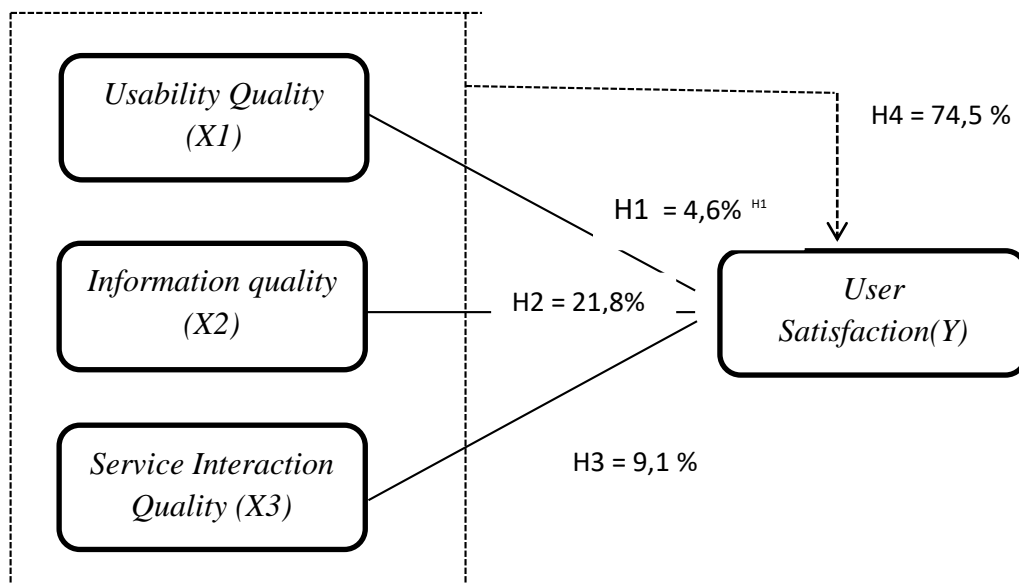 Usability Quality
(X1)
H4 = 74,5 %
H1 = 4,6% H1
Information quality
(X2)
H2 = 21,8%
User
Satisfaction(Y)
Service Interaction
Quality (X3)
H3 = 9,1 %